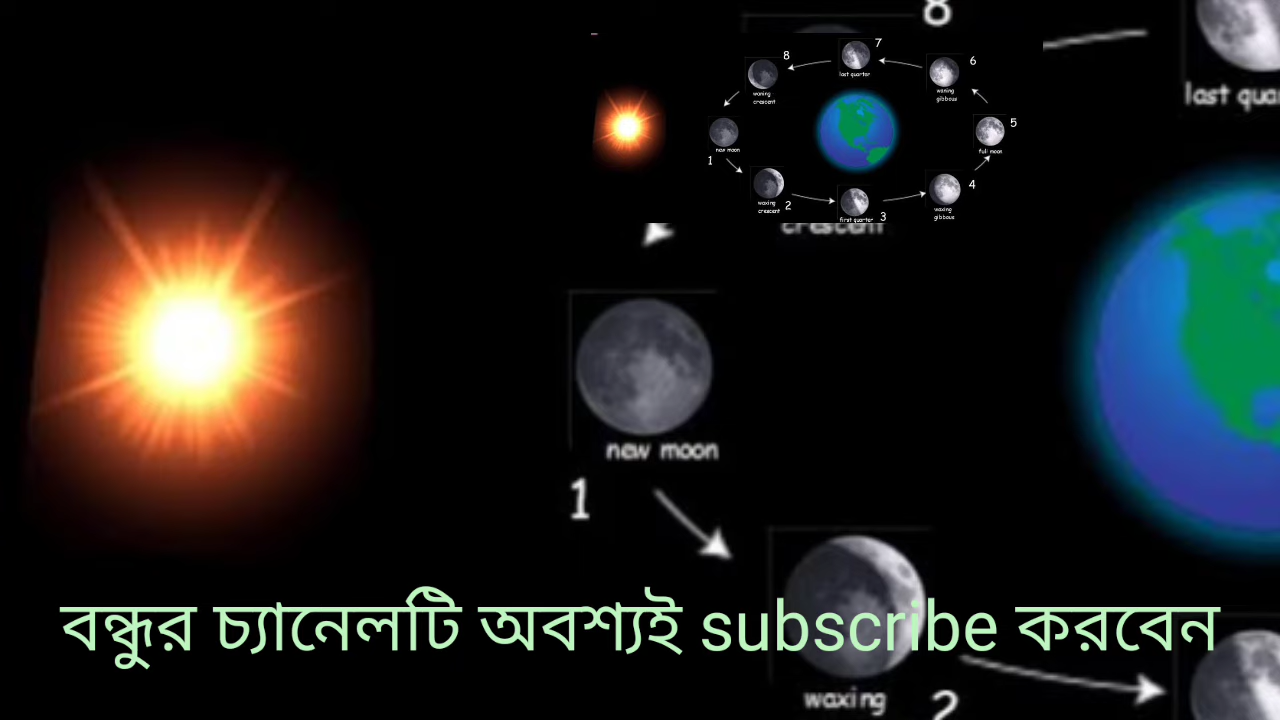 8
last qua
7
8
6
last quarter
waning
crescent
waning
gibbous
5
new moon
full moon
1
4
waxing
crescent
2
waxing
gibbous
first quarter
3
crescent
new moon
1
বন্ধুর চ্যানেলটি অবশ্যই subscribe করবেন
waxing
2